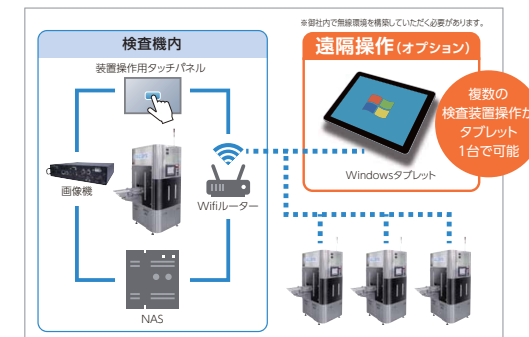 ※御社内で無線環境を構築していただく必要があります。
検査機内
遠隔操作(オプション)
装置操作用タッチパネル
複数の
検査装置操作が
タブレット
1台で可能
画像機
Wifiルーター
Windowsタブレット
NAS